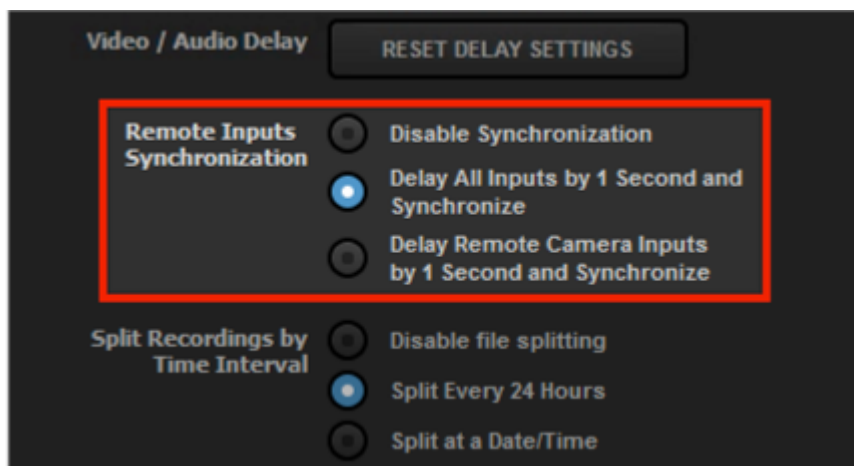 Video / Audio Delay
RESET DELAY SETTINGS
Remote Inputs
Synchronization
Disable Synchronization
Delay All Inputs by 1 Second and
Synchronize
Delay Remote Camera Inputs
by 1 Second and Synchronize
Split Recordings by
Time Interval
Disable file splitting
Split Every 24 Hours
Split at a Date/Time